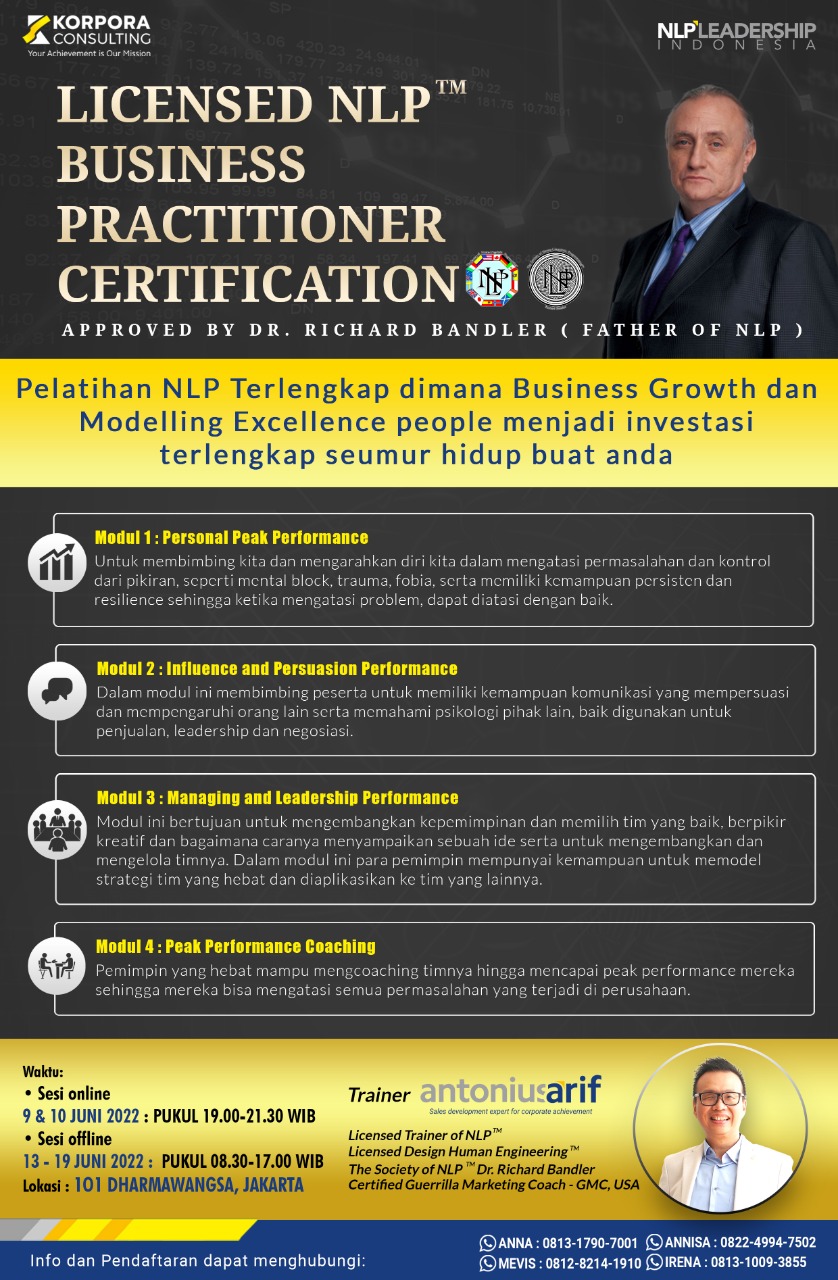 KORPORA
CONSULTING
Your Achievement is Our Mission
NLP LEADERSHIP
INDONESIA
LICENSED NLP™
BUSINESS
PRACTITIONER
CERTIFICATION
APPROVED BY DR. RICHARD BANDLER ( FATHER OF NLP )
Pelatihan NLP Terlengkap dimana Business Growth dan
Modelling Excellence people menjadi investasi
terlengkap seumur hidup buat anda
Modul 1 : Personal Peak Performance
Untuk membimbing kita dan mengarahkan diri kita dalam mengatasi permasalahan dan kontrol
dari pikiran, seperti mental block, trauma, fobia, serta memiliki kemampuan persisten dan
resilience sehingga ketika mengatasi problem, dapat diatasi dengan baik.
Modul 2 : Influence and Persuasion Performance
Dalam modul ini membimbing peserta untuk memiliki kemampuan komunikasi yang mempersuasi
dan mempengaruhi orang lain serta memahami psikologi pihak lain, baik digunakan untuk
penjualan, leadership dan negosiasi.
Modul 3 : Managing and Leadership Performance
Modul ini bertujuan untuk mengembangkan kepemimpinan dan memilih tim yang baik, berpikir
kreatif dan bagaimana caranya menyampaikan sebuah ide serta untuk mengembangkan dan
mengelola timnya. Dalam modul ini para pemimpin mempunyai kemampuan untuk memodel
strategi tim yang hebat dan diaplikasikan ke tim yang lainnya.
Modul 4 : Peak Performance Coaching
Pemimpin yang hebat mampu mengcoaching timnya hingga mencapai peak performance mereka
sehingga mereka bisa mengatasi semua permasalahan yang terjadi di perusahaan.
Waktu:
• Sesi online
9 & 10 JUNI 2022 : PUKUL 19.00-21.30 WIB
• Sesi offline
13 - 19 JUNI 2022 : PUKUL 08.30-17.00 WIB
Lokasi : 101 DHARMAWANGSA, JAKARTA
Trainer antoniusarif
Sales development expert for corporate achievement
Licensed Trainer of NLP™
Licensed Design Human Engineering™
The Society of NLP™ Dr. Richard Bandler
Certified Guerrilla Marketing Coach - GMC, USA
Info dan Pendaftaran dapat menghubungi:
ANNA : 0813-1790-7001 ANNISA : 0822-4994-7502
MEVIS : 0812-8214-1910 IRENA : 0813-1009-3855